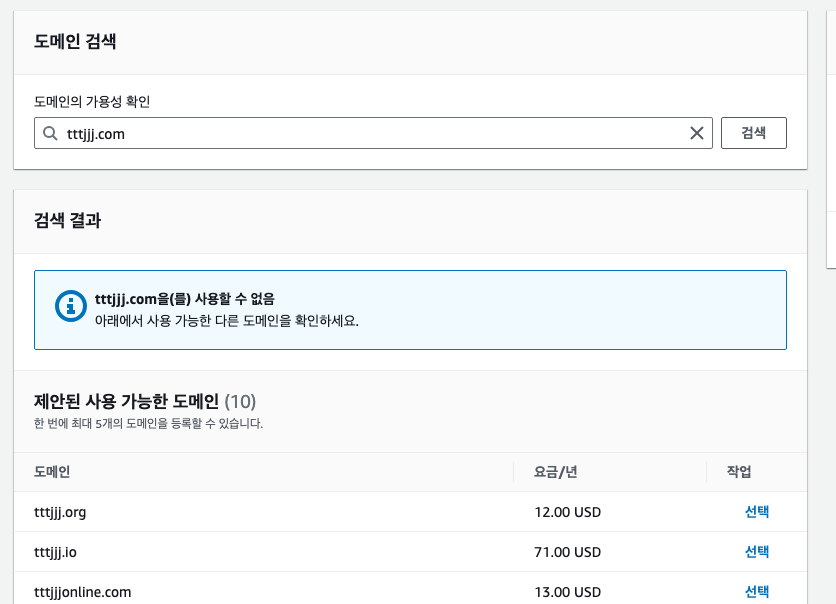 도메인 검색
도메인의 가용성 확인
tttjjj.com
검색
검색 결과
tttjjj.com을(를) 사용할 수 없음
아래에서 사용 가능한 다른 도메인을 확인하세요.
제안된 사용 가능한 도메인 (10)
한 번에 최대 5개의 도메인을 등록할 수 있습니다.
도메인 요금/년 작업
tttjjj.org 12.00 USD 선택
tttjjj.io 71.00 USD 선택
tttjjjonline.com 13.00 USD 선택